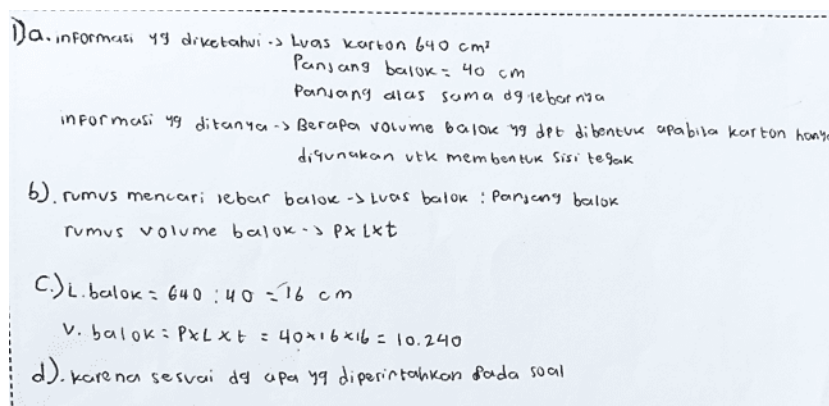 1) a. informasi yg diketahui -> Luas karton 640 cm²
Panjang balok = 40 cm
Panjang alas sama dg lebarnya
informasi yg ditanya -> Berapa volume balok yg dpt dibentuk apabila karton hanya
digunakan utk membentuk sisi tegak
b). rumus mencari lebar balok -> Luas balok : Panjang balok
rumus volume balok -> PxLxt
C.) L. balok = 640 : 40 = 16 cm
V. balok = PxLxt = 40x16x16 = 10.240
d). karena sesuai dg apa yg diperintahkan pada soal